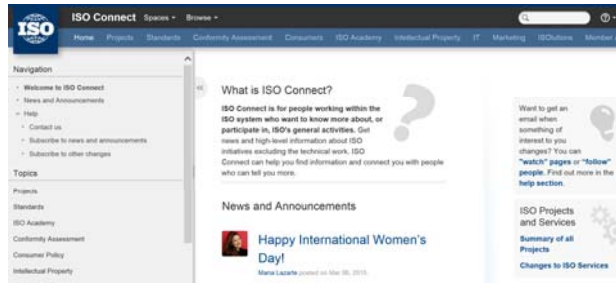 ISO
ISO Connect Spaces Browse
Home Projects Standards Conformity Assessment Consumers ISO Academy Intellectual Property IT Marketing ISOlutions Member
Navigation
Welcome to ISO Connect
News and Announcements
Help
Contact us
Subscribe to news and announcements
Subscribe to other changes
Topics
Projects
Standards
ISO Academy
Conformity Assessment
Consumer Policy
Intellectual Property
What is ISO Connect?
ISO Connect is for people working within the
ISO system who want to know more about, or
participate in, ISO's general activities. Get
news and high-level information about ISO
initiatives excluding the technical work. ISO
Connect can help you find information and connect you with people
who can tell you more.
News and Announcements
Happy International Women's
Day!
Maria Lazarte posted on Mar 06, 2015
Want to get an
email when
something of
interest to you
changes? You can
"watch" pages or "follow"
people. Find out more in the
help section.
ISO Projects
and Services
Summary of all
Projects
Changes to ISO Services